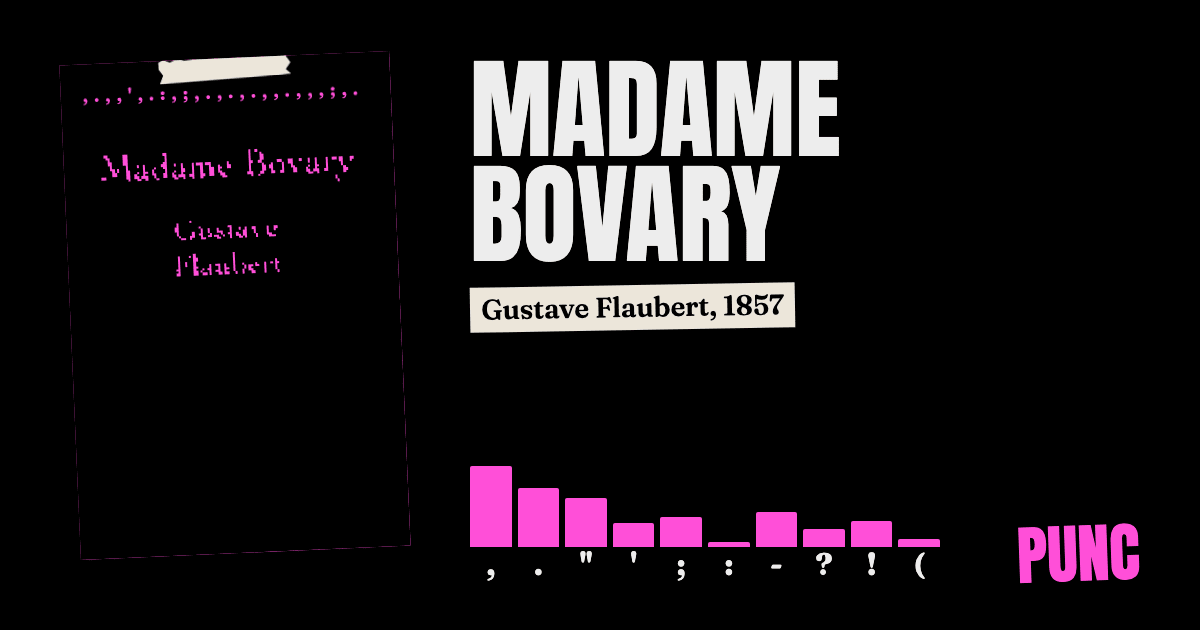 ,.,,',.:,;,.,.,.,,.,,,;,.
Madame Bovary
Gustave
Flaubert
MADAME
BOVARY
Gustave Flaubert, 1857
, . " ' ; : - ? ! (
PUNC